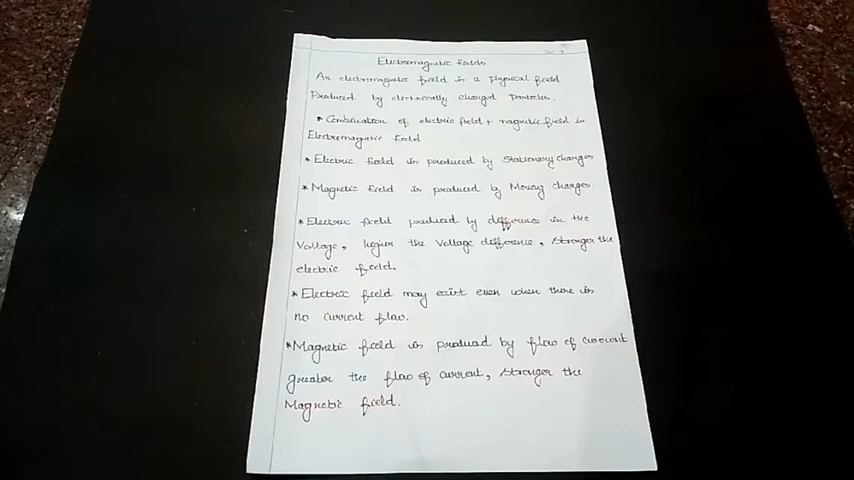 Electromagnetic fields
An electromagnetic field is a physical field
Produced by electrically charged Particles.
* Combination of electric field + magnetic field is
Electromagnetic field
* Electric field is produced by Stationary charges
* Magnetic field is produced by Moving charges
* Electric field produced by difference in the
Voltage, higher the Voltage difference, Stronger the
electric field.
* Electric field may exist even when there is
no current flow.
* Magnetic field is produced by flow of current
greater the flow of current, Stronger the
Magnetic field.